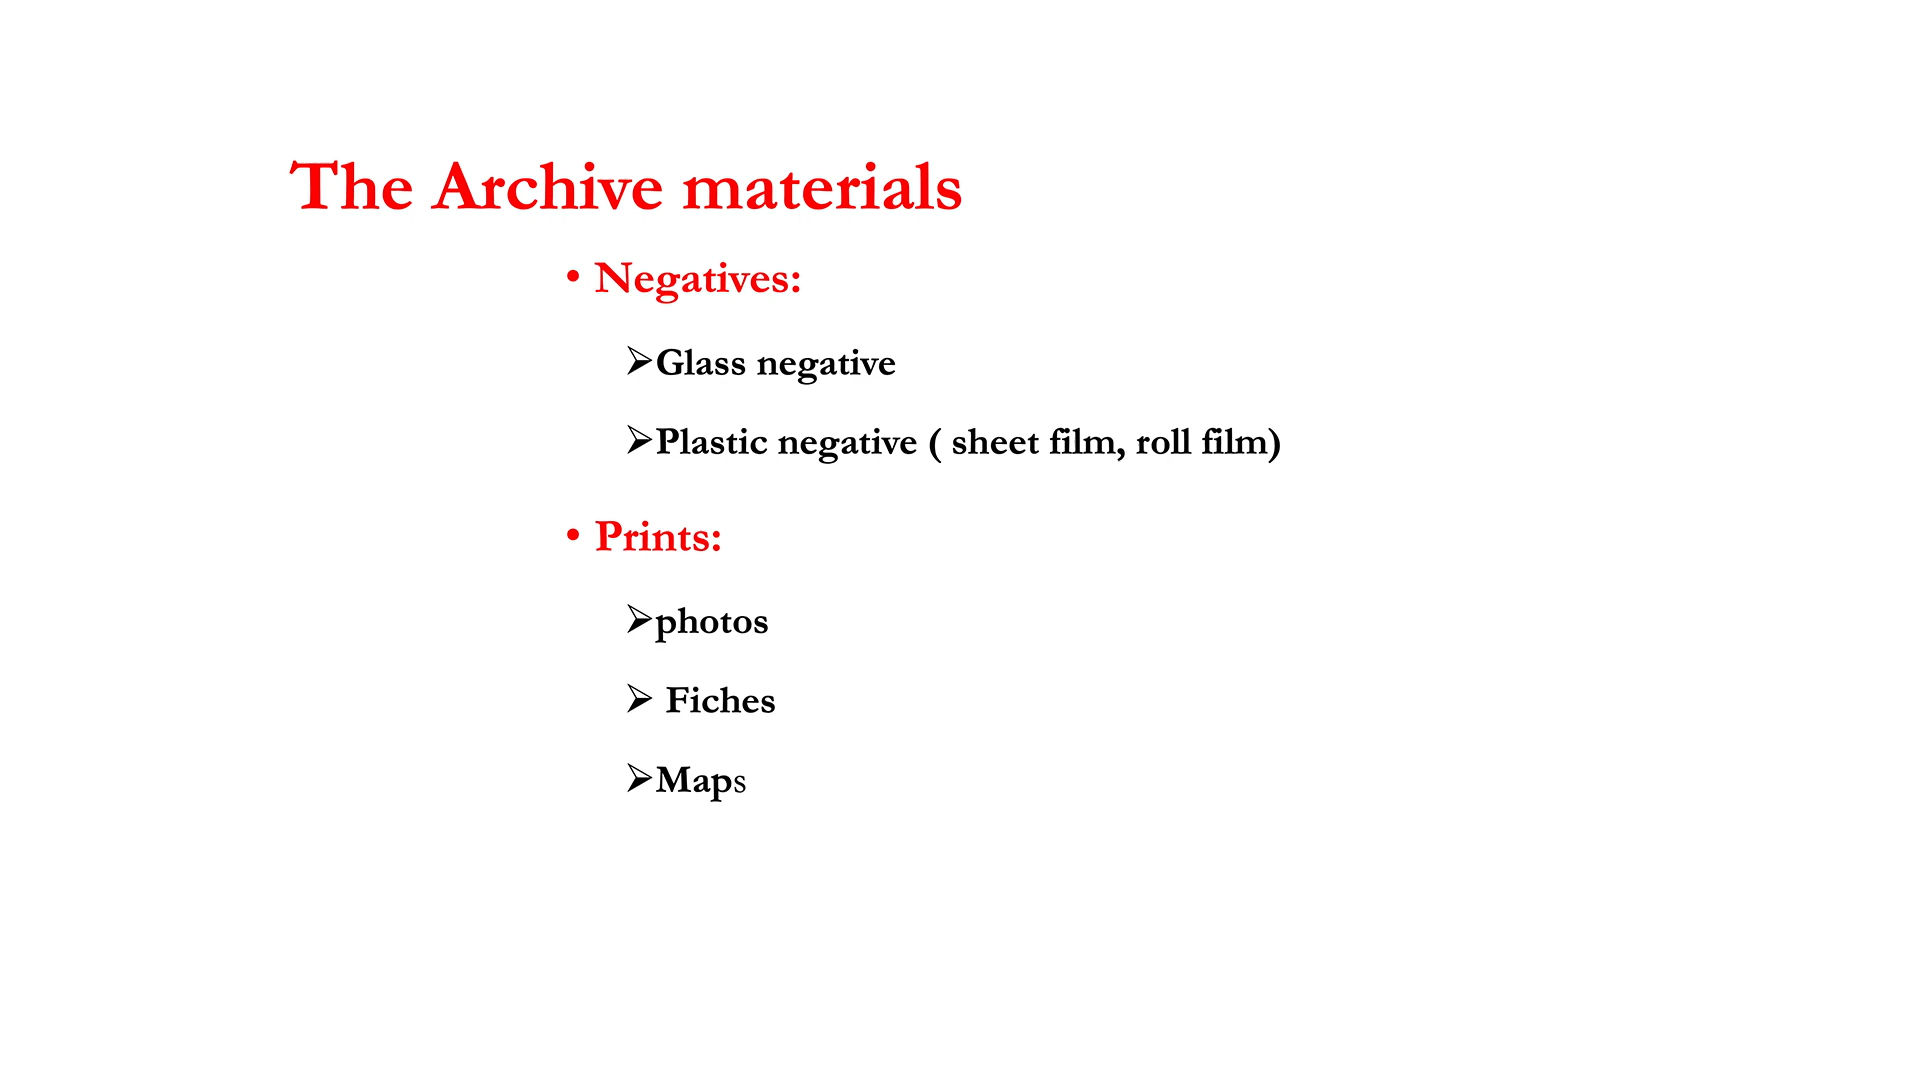 The Archive materials
• Negatives:
➢Glass negative
➢Plastic negative ( sheet film, roll film)
• Prints:
➢photos
➢ Fiches
➢Maps